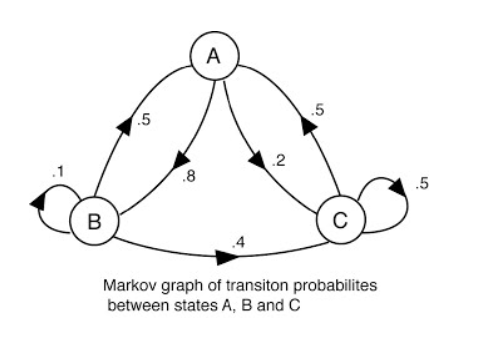 A
.5
.5
.1
.8
.2
.5
B
C
.4
Markov graph of transiton probabilites
between states A, B and C